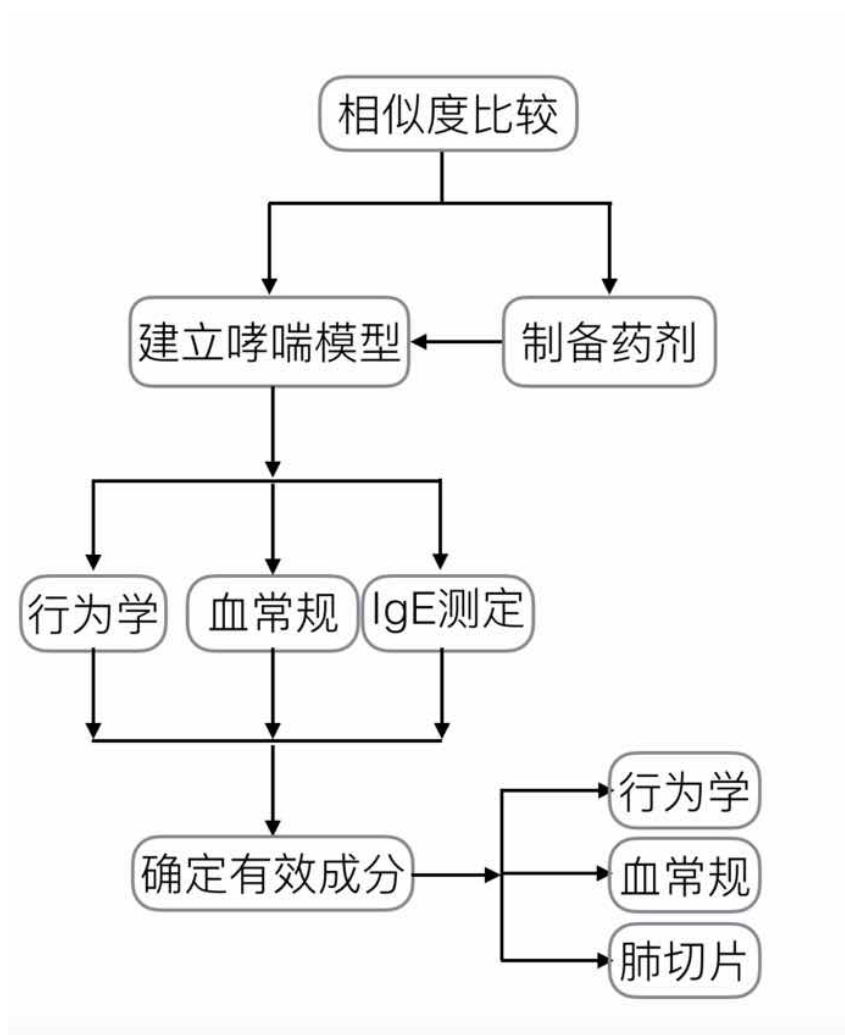 相似度比较
建立哮喘模型
制备药剂
行为学
血常规
IgE测定
确定有效成分
行为学
血常规
肺切片